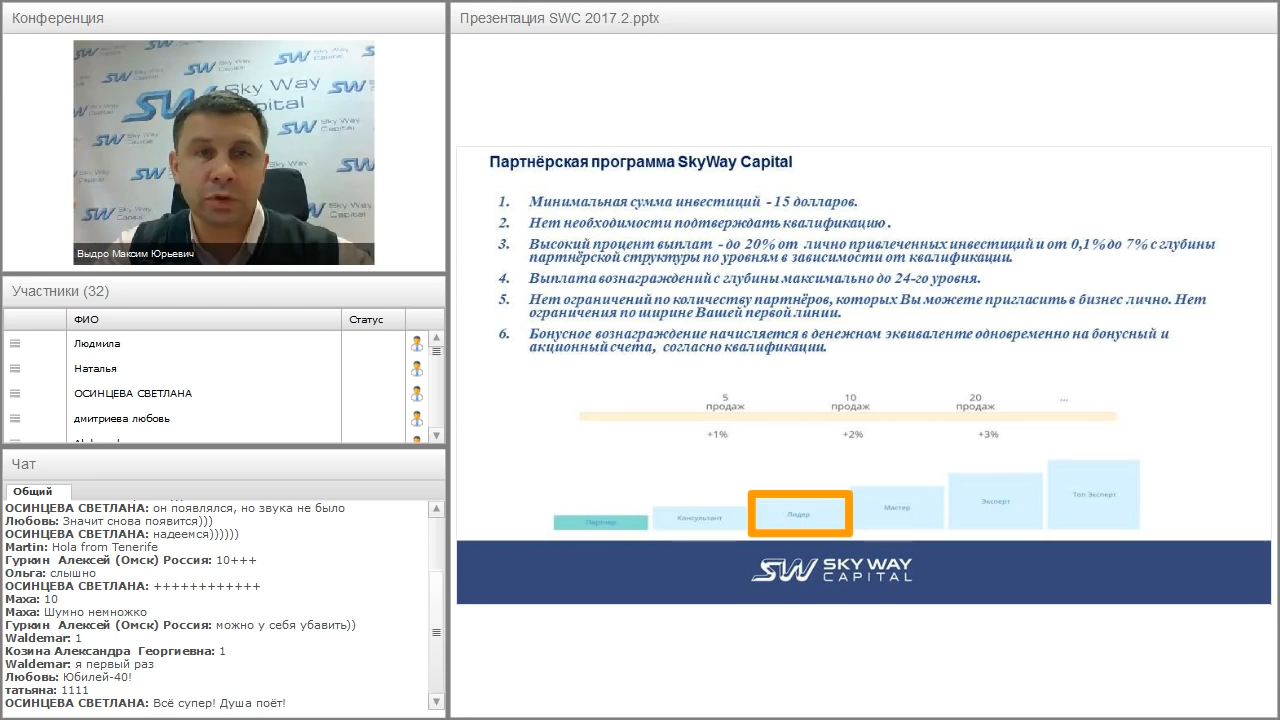 Конференция
Sky Way
Capital
Выдро Максим Юрьевич
Участники (32)
ФИО
Статус
Людмила
Наталья
ОСИНЦЕВА СВЕТЛАНА
дмитриева любовь
Чат
Общий
ОСИНЦЕВА СВЕТЛАНА: он появлялся, но звука не было
Любовь: Значит снова появится)))
ОСИНЦЕВА СВЕТЛАНА: надеемся))))))
Martin: Hola from Tenerife
Гуркин Алексей (Омск) Россия: 10+++
Ольга: слышно
ОСИНЦЕВА СВЕТЛАНА: ++++++++++++
Маха: 10
Маха: Шумно немножко
Гуркин Алексей (Омск) Россия: можно у себя убавить))
Waldemar: 1
Козина Александра Георгиевна: 1
Waldemar: я первый раз
Любовь: Юбилей-40!
татьяна: 1111
ОСИНЦЕВА СВЕТЛАНА: Всё супер! Душа поёт!
Презентация SWC 2017.2.pptx
Партнёрская программа SkyWay Capital
1. Минимальная сумма инвестиций - 15 долларов.
2. Нет необходимости подтверждать квалификацию .
3. Высокий процент выплат - до 20% от лично привлеченных инвестиций и от 0,1% до 7% с глубины
партнёрской структуры по уровням в зависимости от квалификации.
4. Выплата вознаграждений с глубины максимально до 24-го уровня.
5. Нет ограничений по количеству партнёров, которых Вы можете пригласить в бизнес лично. Нет
ограничения по ширине Вашей первой линии.
6. Бонусное вознаграждение начисляется в денежном эквиваленте одновременно на бонусный и
акционный счета, согласно квалификации.
5 продаж
10 продаж
20 продаж
...
+1%
+2%
+3%
Партнер
Консультант
Лидер
Мастер
Эксперт
Топ Эксперт
SW SKY WAY
CAPITAL